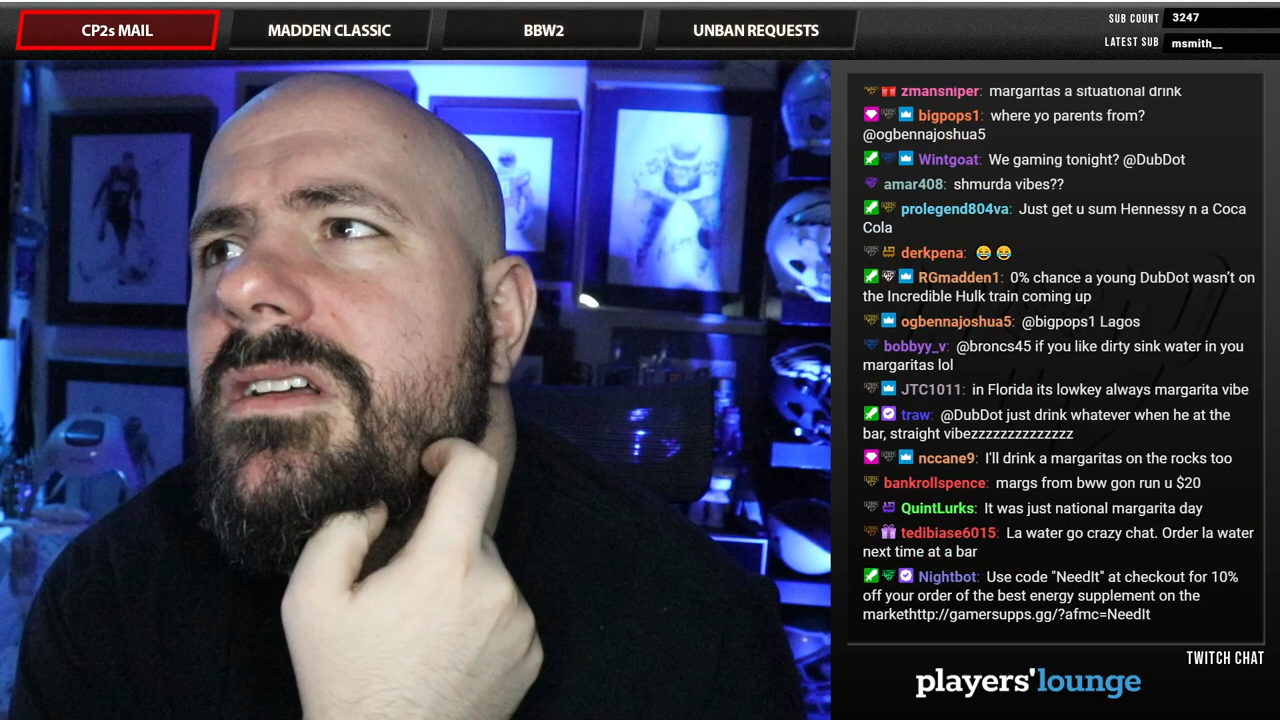 CP2s MAIL
MADDEN CLASSIC
BBW2
UNBAN REQUESTS
SUB COUNT 3247
LATEST SUB msmith__
zmansniper: margaritas a situational drink
bigpops1: where yo parents from?
@ogbennajoshua5
Wintgoat: We gaming tonight? @DubDot
amar408: shmurda vibes??
prolegend804va: Just get u sum Hennessy n a Coca
Cola
derkpena: 😂 😂
RGmadden1: 0% chance a young DubDot wasn't on
the Incredible Hulk train coming up
ogbennajoshua5: @bigpops1 Lagos
bobbyy_v: @broncs45 if you like dirty sink water in you
margaritas lol
JTC1011: in Florida its lowkey always margarita vibe
traw: @DubDot just drink whatever when he at the
bar, straight vibezzzzzzzzzzzzz
nccane9: I'll drink a margaritas on the rocks too
bankrollspence: margs from bww gon run u $20
QuintLurks: It was just national margarita day
tedibiase6015: La water go crazy chat. Order la water
next time at a bar
Nightbot: Use code "NeedIt" at checkout for 10%
off your order of the best energy supplement on the
markethttp://gamersupps.gg/?afmc=NeedIt
TWITCH CHAT
players'lounge